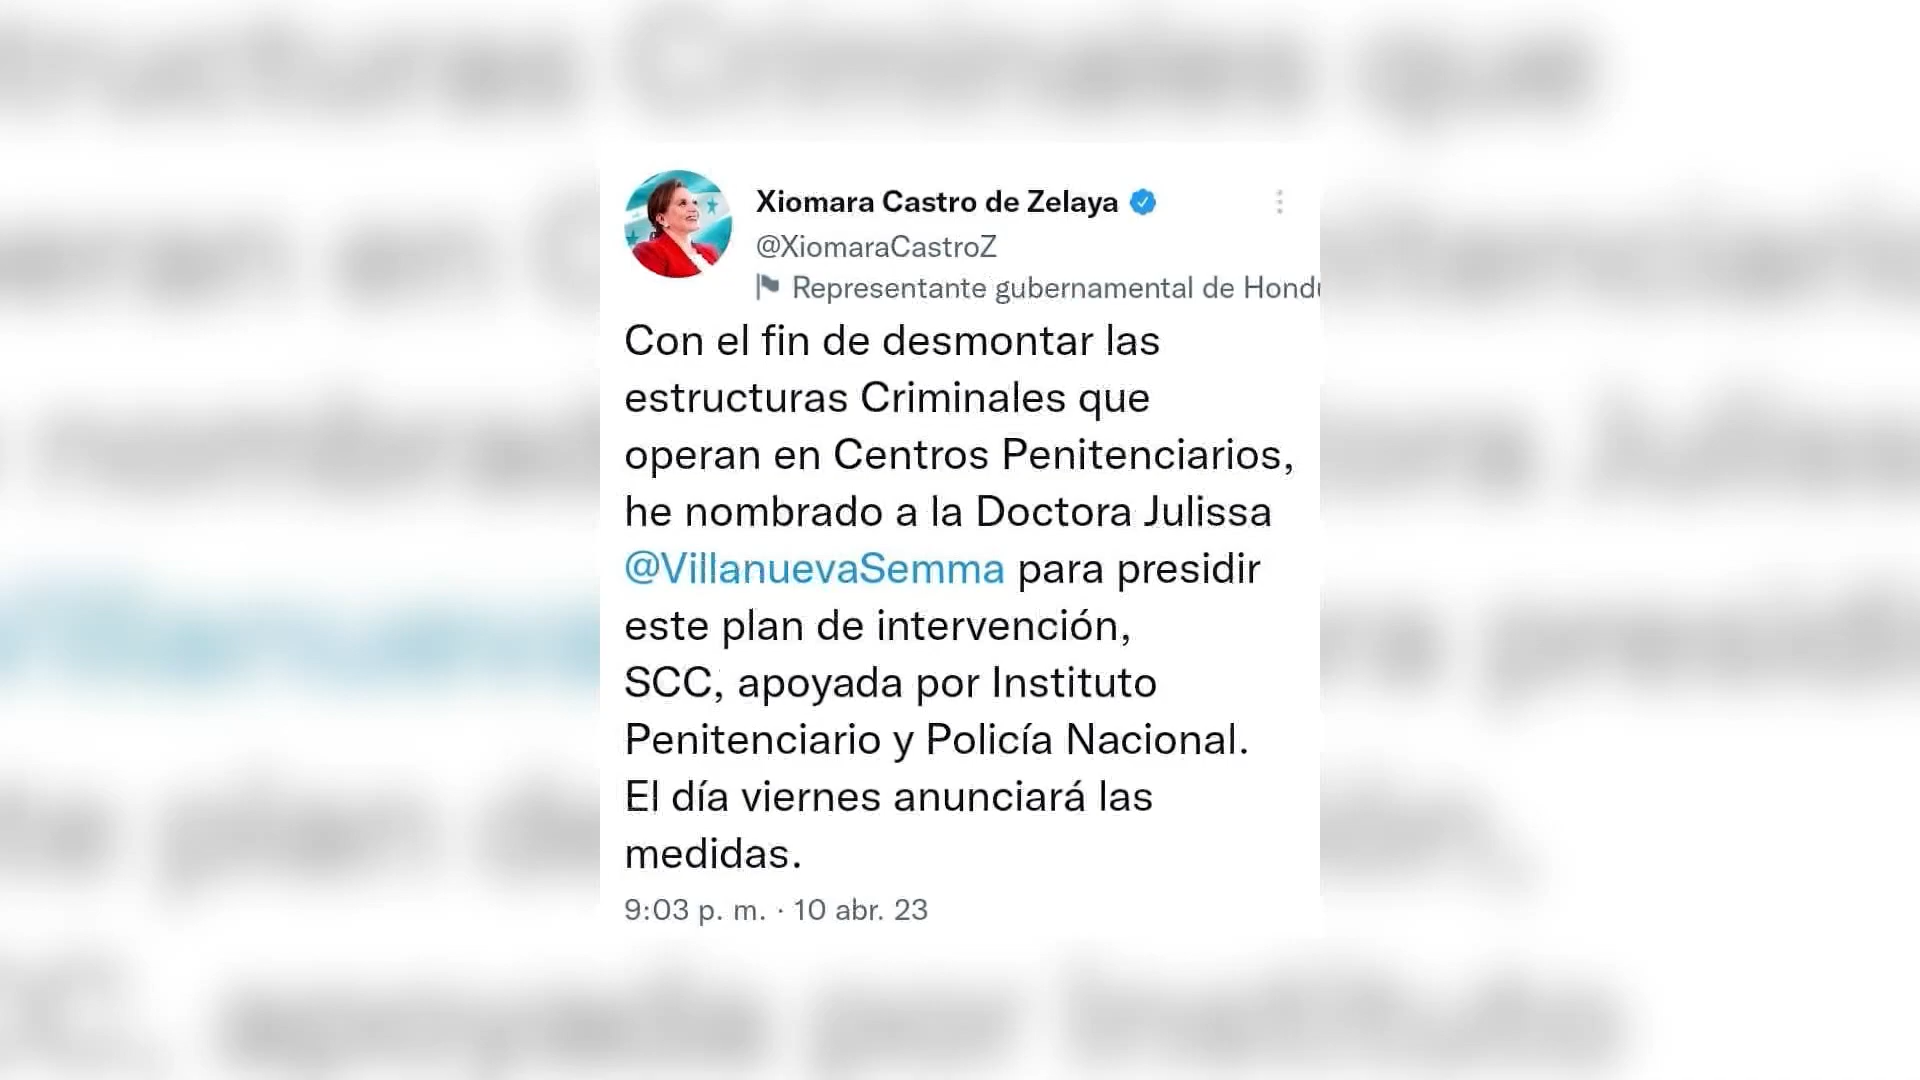 Xiomara Castro de Zelaya
@XiomaraCastroZ
Representante gubernamental de Hondu
Con el fin de desmontar las
estructuras Criminales que
operan en Centros Penitenciarios,
he nombrado a la Doctora Julissa
@VillanuevaSemma para presidir
este plan de intervención,
SCC, apoyada por Instituto
Penitenciario y Policía Nacional.
El día viernes anunciará las
medidas.
9:03 p. m. · 10 abr. 23